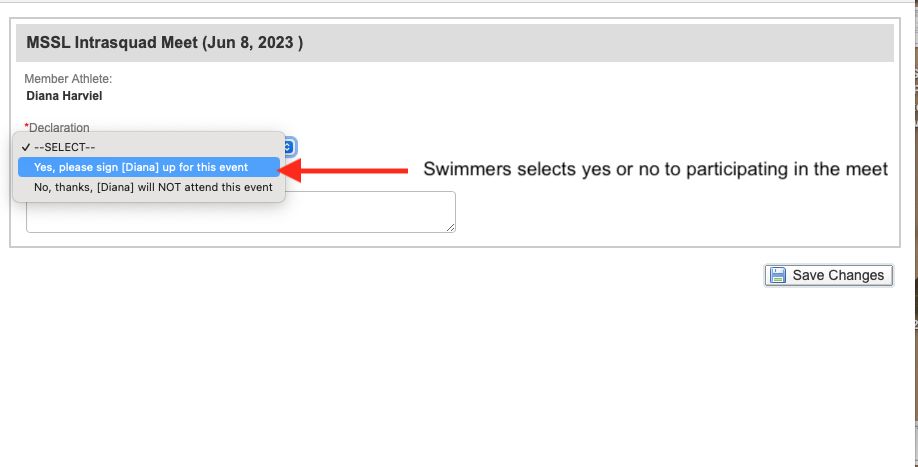 MSSL Intrasquad Meet (Jun 8, 2023 )
Member Athlete:
Diana Harviel
*Declaration
✓ --SELECT--
Yes, please sign [Diana] up for this event
Swimmers selects yes or no to participating in the meet
No, thanks, [Diana] will NOT attend this event
Save Changes